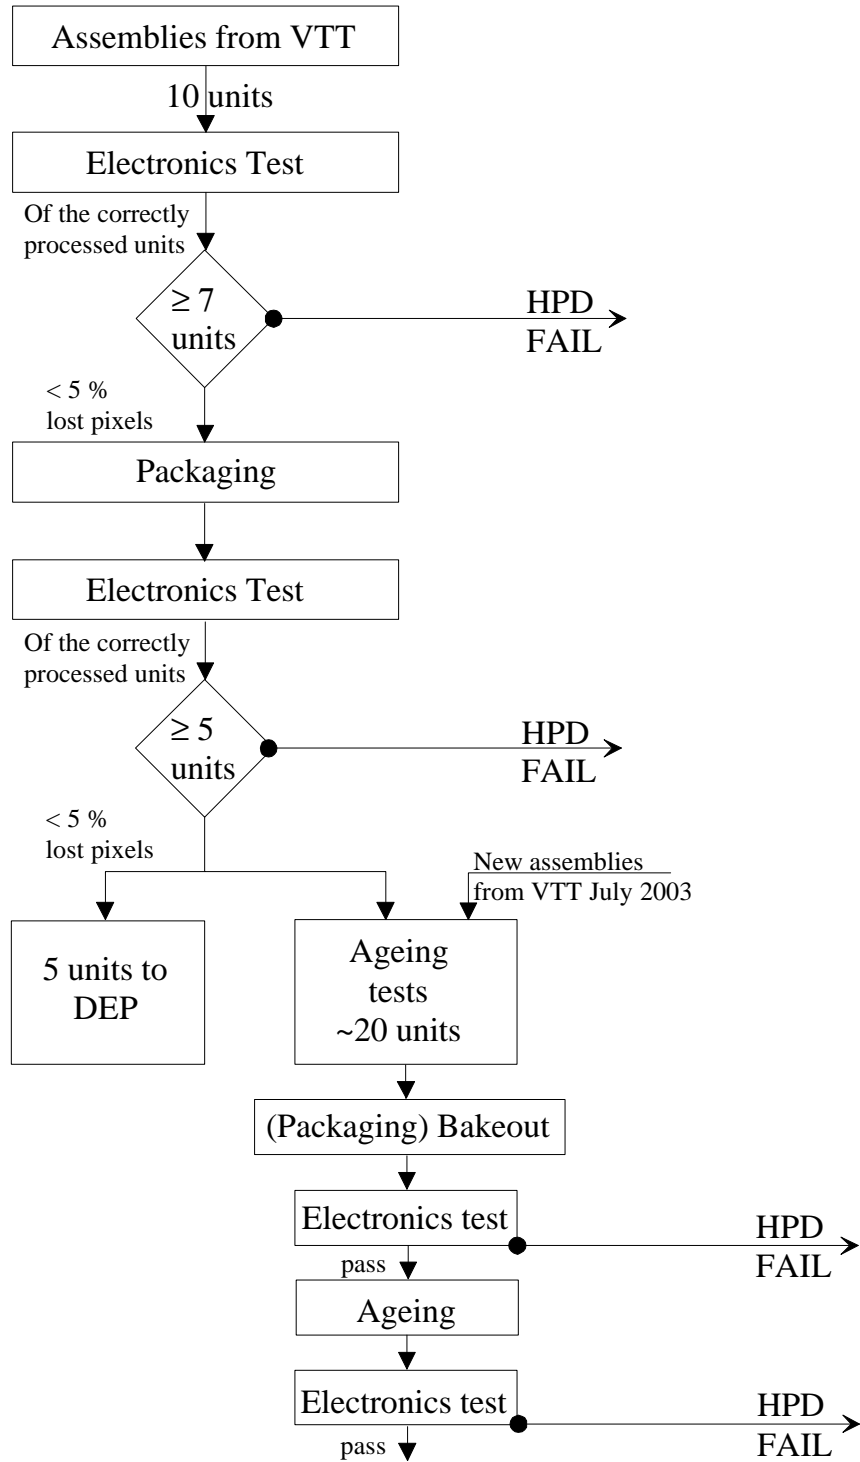 Assemblies from VTT
10 units
Electronics Test
Of the correctly
processed units
≥ 7
units
HPD
FAIL
< 5 %
lost pixels
Packaging
Electronics Test
Of the correctly
processed units
≥ 5
units
HPD
FAIL
< 5 %
lost pixels
New assemblies
from VTT July 2003
5 units to
DEP
Ageing
tests
~20 units
(Packaging) Bakeout
Electronics test
HPD
FAIL
pass
Ageing
Electronics test
HPD
FAIL
pass